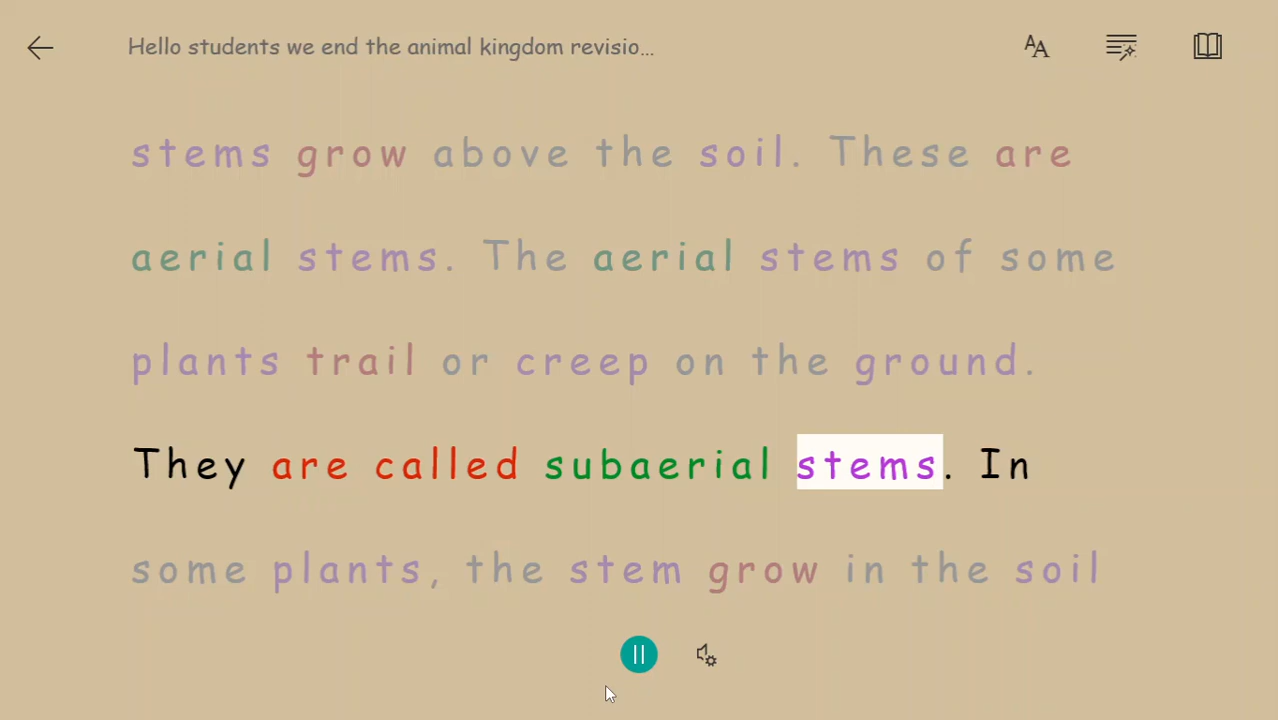 Hello students we end the animal kingdom revisio...
stems grow above the soil. These are
aerial stems. The aerial stems of some
plants trail or creep on the ground.
They are called subaerial stems. In
some plants, the stem grow in the soil